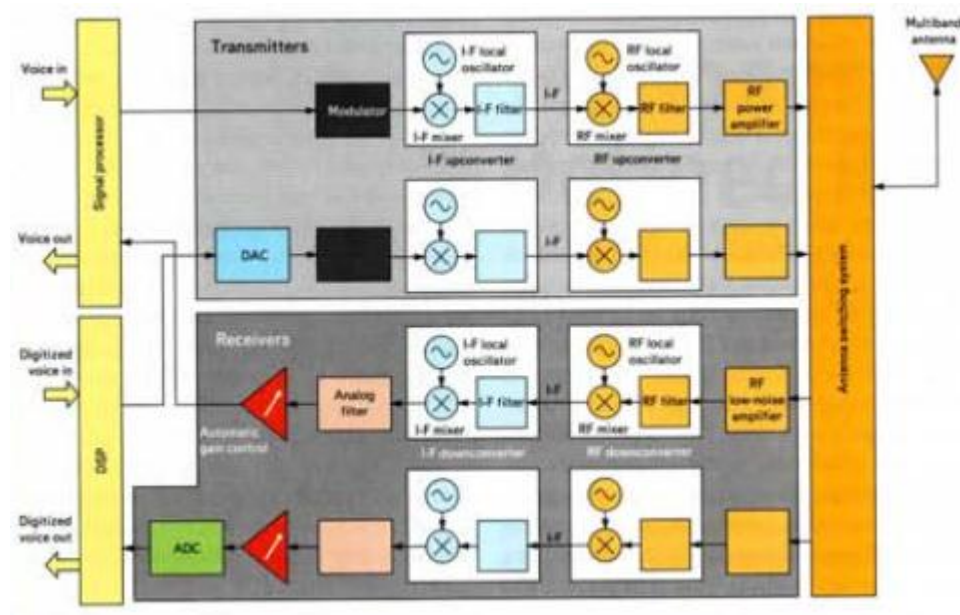 Multiband
antenna
Transmitters
I-F local
oscillator
RF local
oscillator
Voice in
I-F
Modulator
I-F filter
RF filter
RF
power
amplifier
I-F mixer
RF mixer
I-F upconverter
RF upconverter
Signal processor
Voice out
DAC
I-F
Antenna switching system
Receivers
I-F local
oscillator
RF local
oscillator
Digitized
voice in
I-F
Analog
filter
I-F filter
RF filter
RF
low-noise
amplifier
Automatic
gain control
I-F mixer
RF mixer
I-F downconverter
RF downconverter
DSP
Digitized
voice out
ADC
I-F